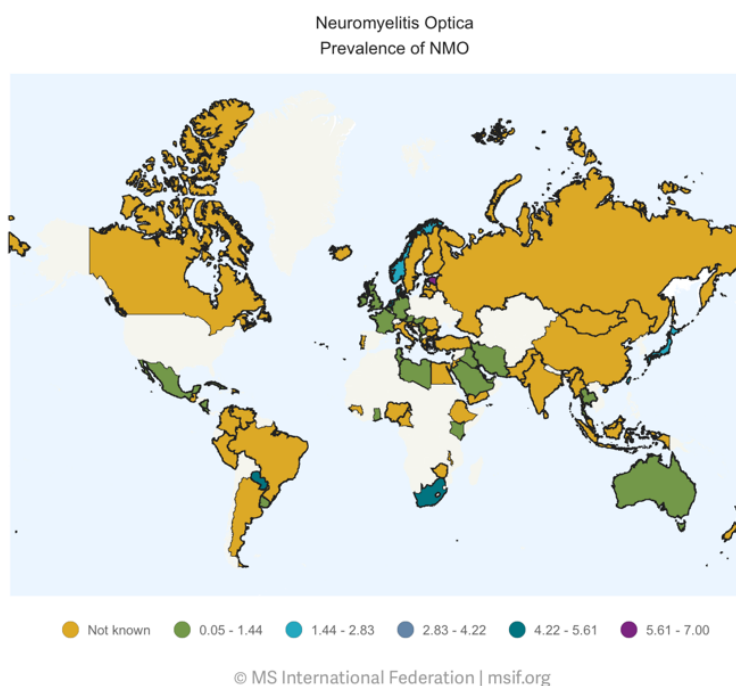 Neuromyelitis Optica
Prevalence of NMO
Not known 0.05 - 1.44 1.44 - 2.83 2.83 - 4.22 4.22 - 5.61 5.61 - 7.00
© MS International Federation | msif.org